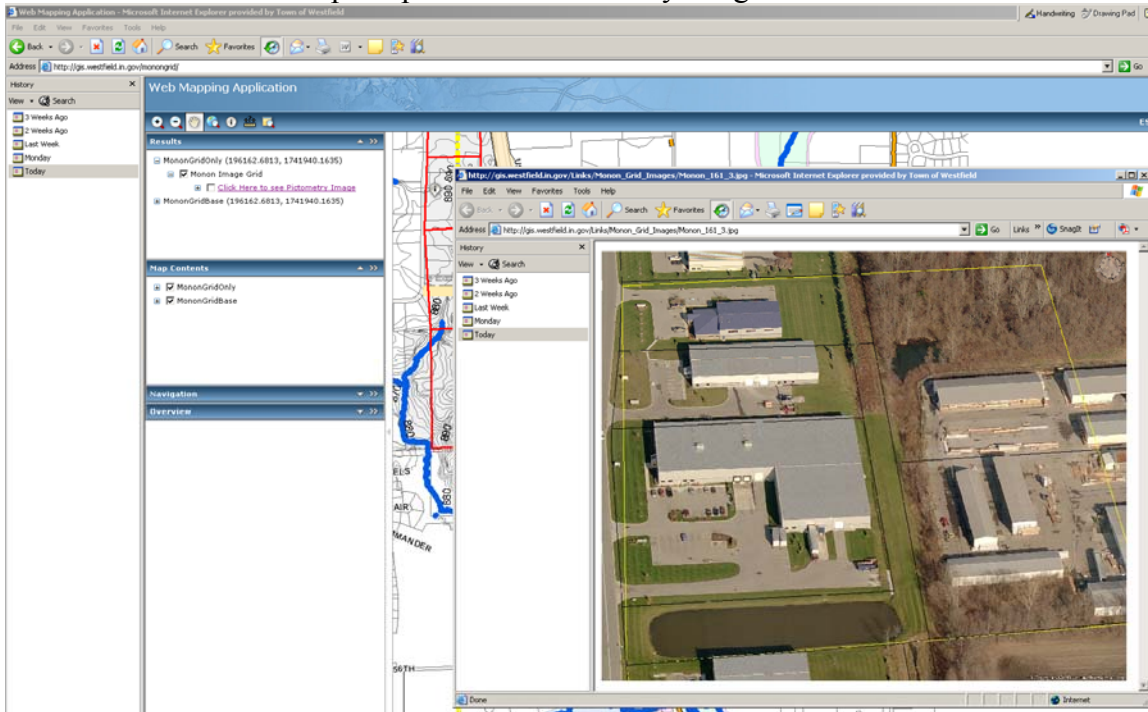 Web Mapping Application - Microsoft Internet Explorer provided by Town of Westfield
Handwriting Drawing Pad
File Edit View Favorites Tools Help
Back Search Favorites
Address http://gis.westfield.in.gov/monongrid/ Go
History
View Search
3 Weeks Ago
2 Weeks Ago
Last Week
Monday
Today
Web Mapping Application
Results
MononGridOnly (196162.6813, 1741940.1635)
Monon Image Grid
Click Here to see Pictometry Image
MononGridBase (196162.6813, 1741940.1635)
Map Contents
MononGridOnly
MononGridBase
Navigation
Overview
890
880
890
880
880
ELS
AIR
MANDER
56TH
http://gis.westfield.in.gov/Links/Monon_Grid_Images/Monon_161_3.jpg - Microsoft Internet Explorer provided by Town of Westfield
File Edit View Favorites Tools Help
Back Search Favorites
Address http://gis.westfield.in.gov/Links/Monon_Grid_Images/Monon_161_3.jpg Go Links SnagIt
History
View Search
3 Weeks Ago
2 Weeks Ago
Last Week
Monday
Today
Done Internet